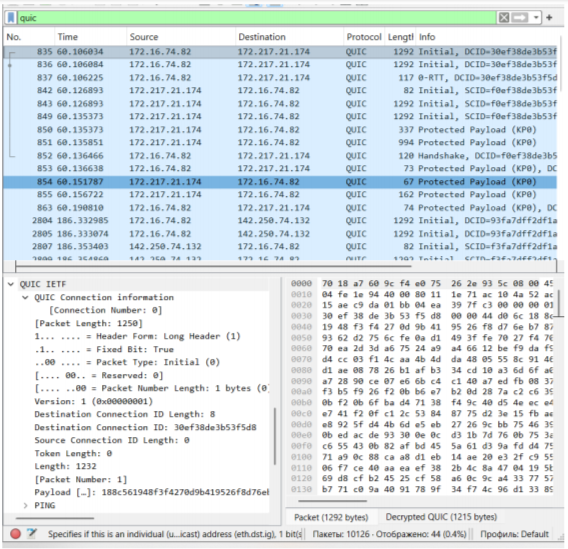 quic
No. Time Source Destination Protocol Lengtl Info
835 60.106034 172.16.74.82 172.217.21.174 QUIC 1292 Initial, DCID=30ef38de3b53f
836 60.106084 172.16.74.82 172.217.21.174 QUIC 1292 Initial, DCID=30ef38de3b53f
837 60.106225 172.16.74.82 172.217.21.174 QUIC 117 0-RTT, DCID=30ef38de3b53f5d
842 60.126893 172.217.21.174 172.16.74.82 QUIC 82 Initial, SCID=f0ef38de3b53f
843 60.126893 172.217.21.174 172.16.74.82 QUIC 1292 Initial, SCID=f0ef38de3b53f
849 60.135373 172.217.21.174 172.16.74.82 QUIC 1292 Initial, SCID=f0ef38de3b53f
850 60.135373 172.217.21.174 172.16.74.82 QUIC 337 Protected Payload (KP0)
851 60.135851 172.217.21.174 172.16.74.82 QUIC 994 Protected Payload (KP0)
852 60.136466 172.16.74.82 172.217.21.174 QUIC 120 Handshake, DCID=f0ef38de3b5
853 60.136638 172.16.74.82 172.217.21.174 QUIC 73 Protected Payload (KP0), DC
854 60.151787 172.217.21.174 172.16.74.82 QUIC 67 Protected Payload (KP0)
855 60.156722 172.217.21.174 172.16.74.82 QUIC 162 Protected Payload (KP0)
863 60.190810 172.16.74.82 172.217.21.174 QUIC 74 Protected Payload (KP0), DC
2804 186.332985 172.16.74.82 142.250.74.132 QUIC 1292 Initial, DCID=93fa7dff2df1a
2805 186.333074 172.16.74.82 142.250.74.132 QUIC 1292 Initial, DCID=93fa7dff2df1a
2807 186.353403 142.250.74.132 172.16.74.82 QUIC 82 Initial, SCID=f3fa7dff2df1a
QUIC IETF
QUIC Connection information
[Connection Number: 0]
[Packet Length: 1250]
1... .... = Header Form: Long Header (1)
.1.. .... = Fixed Bit: True
..00 .... = Packet Type: Initial (0)
[.... 00.. = Reserved: 0]
[.... ..00 = Packet Number Length: 1 bytes (0
Version: 1 (0x00000001)
Destination Connection ID Length: 8
Destination Connection ID: 30ef38de3b53f5d8
Source Connection ID Length: 0
Token Length: 0
Length: 1232
[Packet Number: 1]
Payload […]: 188c561948f3f4270d9b419526f8d76eb
PING
0000 70 18 a7 60 9c f4 e0 75 26 2e 93 5c 08 00 45
0010 04 fe 1e 94 40 00 80 11 1e 71 ac 10 4a 52 ac
0020 15 ae c9 da 01 bb 04 ea 39 7f c3 00 00 00 01
0030 30 ef 38 de 3b 53 f5 d8 00 00 44 d0 6c 18 8c
0040 19 48 f3 f4 27 0d 9b 41 95 26 f8 d7 6e b7 87
0050 93 62 d2 75 6c fe 0a d1 49 3f fe 70 27 f4 76
0060 70 ea 2d 3d a6 75 24 a9 a4 66 12 be f9 da f9
0070 d4 cc 03 f1 4c aa 4b 4d da 48 05 55 8c 91 46
0080 d1 ae 08 78 26 b1 af b3 34 cd 10 a3 6d 6f a6
0090 a7 28 90 ce 07 e6 6b c4 c1 40 a7 ed fb 08 37
00a0 f3 b5 f9 26 f2 0b 6e b7 b2 0d 28 7a c2 c6 39
00b0 0b f2 0b 6f ba d4 71 38 f4 9c 40 d5 4e ec e4
00c0 e7 41 f2 0f c1 2c 53 84 87 75 d2 3e 15 fb ae
00d0 e8 92 5f d4 4b 6d e5 eb 27 26 9c bb 75 46 39
00e0 0b ed ac de 93 30 0e 0c d3 1b 7d 76 0b 75 3a
00f0 c6 55 43 0b 82 af bd 45 5a 61 d3 9a fd d4 75
0100 71 a9 0c 88 ca a8 d1 eb 14 ae 20 e3 2f c9 55
0110 06 f7 ce 40 aa ea ef 38 2b 4c 8a 47 04 19 5b
0120 69 d8 cf b2 45 25 cf 58 a6 0c 9c a4 33 77 57
0130 b7 71 c0 9a 40 91 78 9f 34 f7 4c 96 d1 33 89
Packet (1292 bytes) Decrypted QUIC (1215 bytes)
Specifies if this is an individual (u...icast) address (eth.dst.ig), 1 bit(s Пакеты: 10126 · Отображено: 44 (0.4%) Профиль: Default